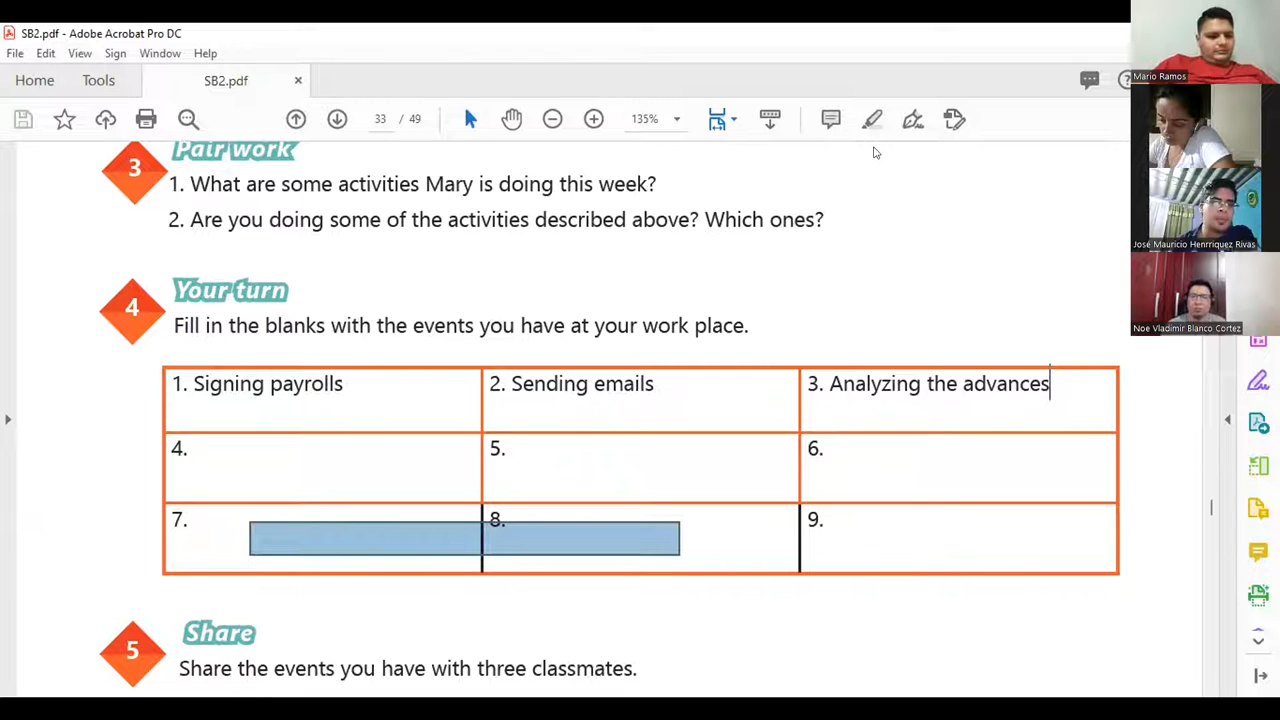 SB2.pdf - Adobe Acrobat Pro DC
File Edit View Sign Window Help
Home Tools SB2.pdf ×
33 / 49 135%
3 Pair work
1. What are some activities Mary is doing this week?
2. Are you doing some of the activities described above? Which ones?
4 Your turn
Fill in the blanks with the events you have at your work place.
1. Signing payrolls 2. Sending emails 3. Analyzing the advances
4. 5. 6.
7. 8. 9.
5 Share
Share the events you have with three classmates.
Mario Ramos
José Mauricio Henrriquez Rivas
Noe Vladimir Blanco Cortez